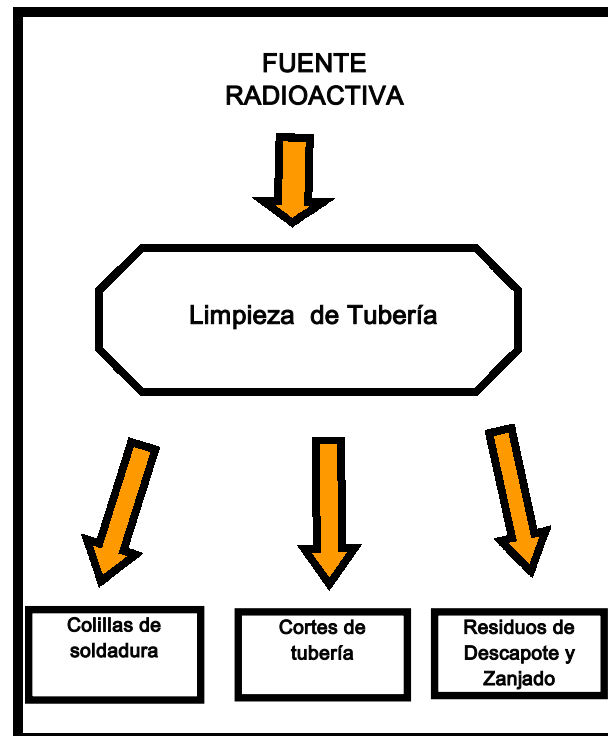 FUENTE
RADIOACTIVA
Limpieza de Tubería
Colillas de
soldadura
Cortes de
tubería
Residuos de
Descapote y
Zanjado